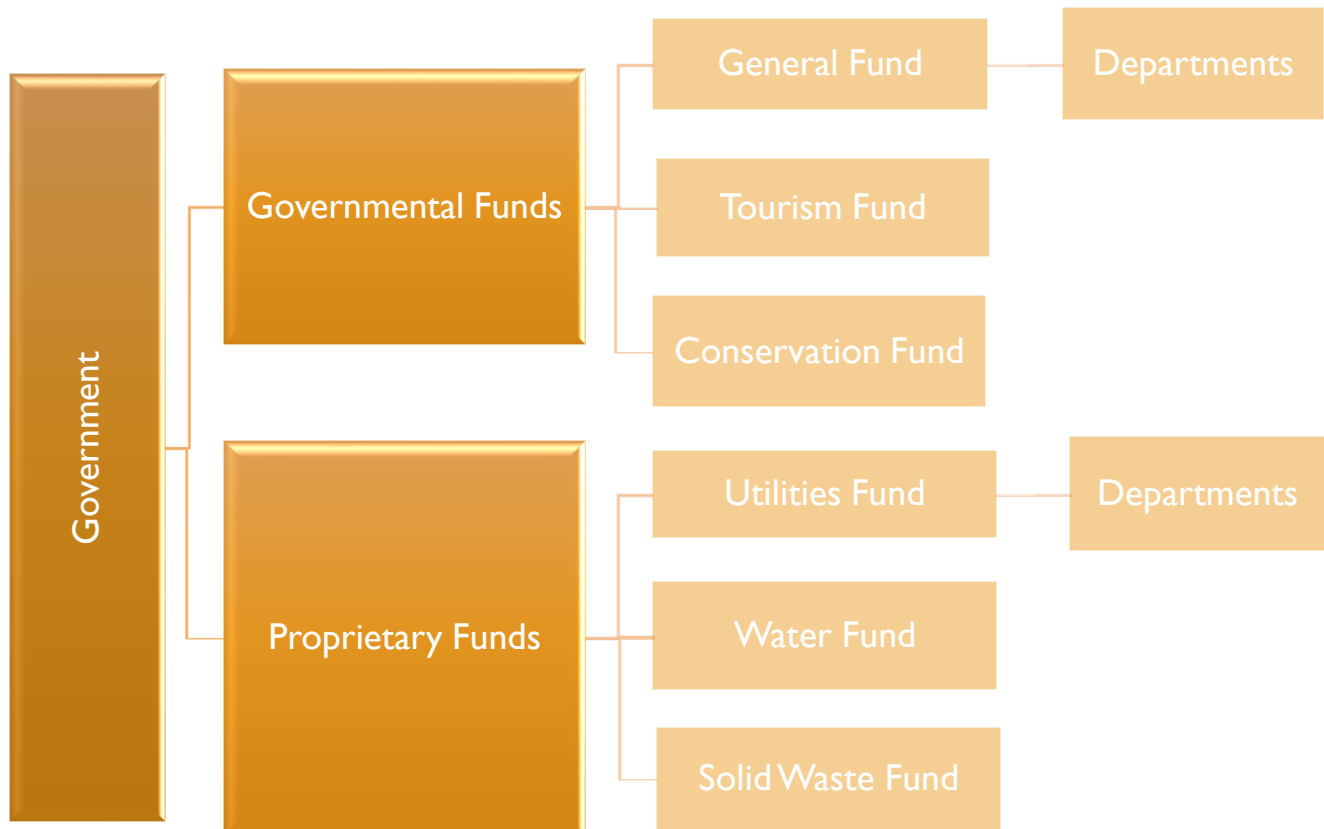 Government
Governmental Funds
General Fund
Departments
Tourism Fund
Conservation Fund
Proprietary Funds
Utilities Fund
Departments
Water Fund
Solid Waste Fund